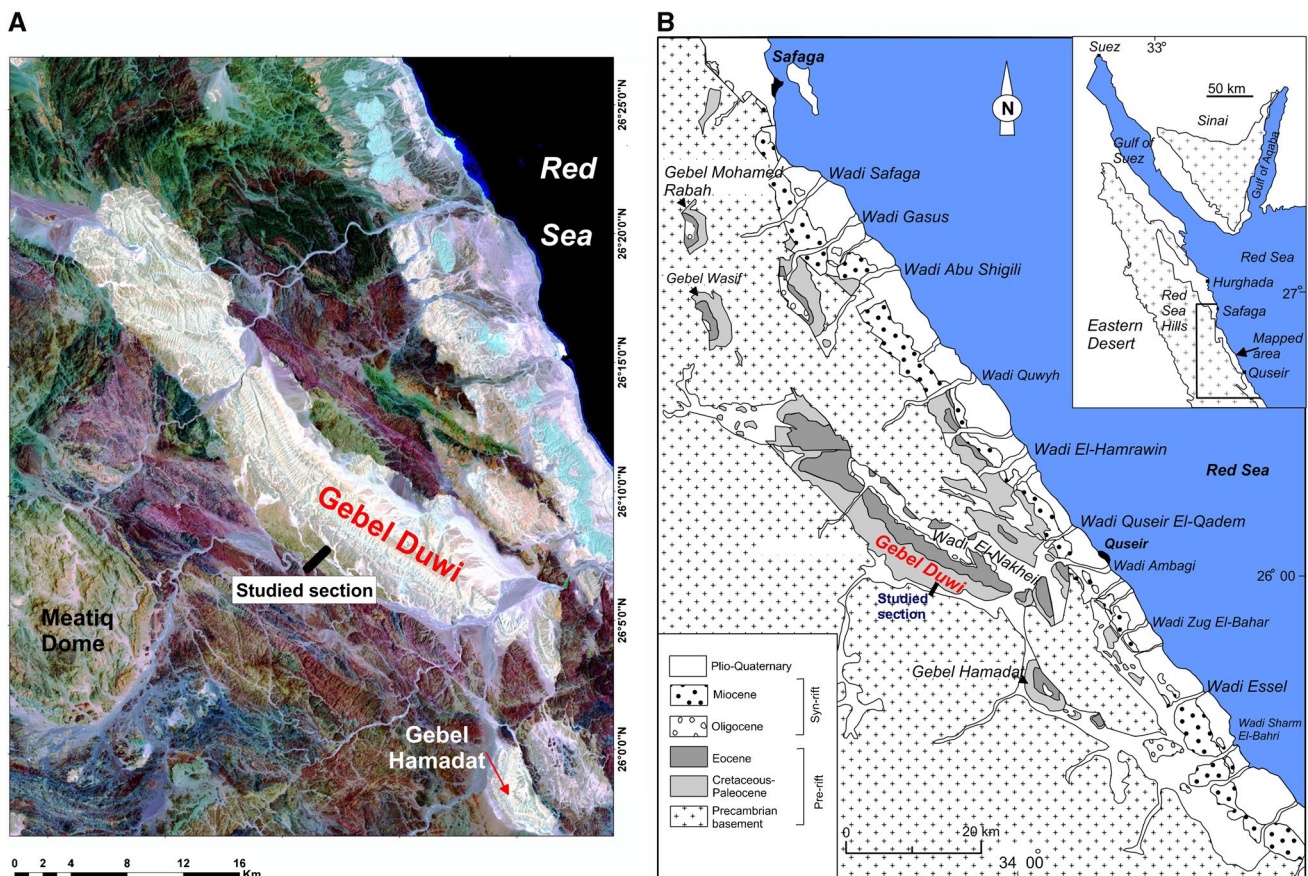 A
Red
Sea
Gebel Duwi
Studied section
Meatiq
Dome
Gebel
Hamadat
26°25'0"N
26°20'0"N
26°15'0"N
26°10'0"N
26°5'0"N
26°0'0"N
0 2 4 8 12 16
Km
B
Safaga
N
Gebel Mohamed
Rabah
Wadi Safaga
Wadi Gasus
Gebel Wasif
Wadi Abu Shigili
Wadi Quwyh
Wadi El-Hamrawin
Red Sea
Wadi Quseir El-Qadem
Quseir
Wadi Ambagi
Wadi El-Nakheil
Gebel Duwi
Studied
section
Wadi Zug El-Bahar
Gebel Hamadat
Wadi Essel
Wadi Sharm
El-Bahri
26° 00
34° 00
0 20 km
Plio-Quaternary
Miocene
Oligocene
Syn-rift
Eocene
Cretaceous-
Paleocene
Precambrian
basement
Pre-rift
Suez
33°
50 km
Sinai
Gulf of
Suez
Gulf of Aqaba
Red Sea
Hurghada
27°
Safaga
Red
Sea
Hills
Eastern
Desert
Mapped
area
Quseir